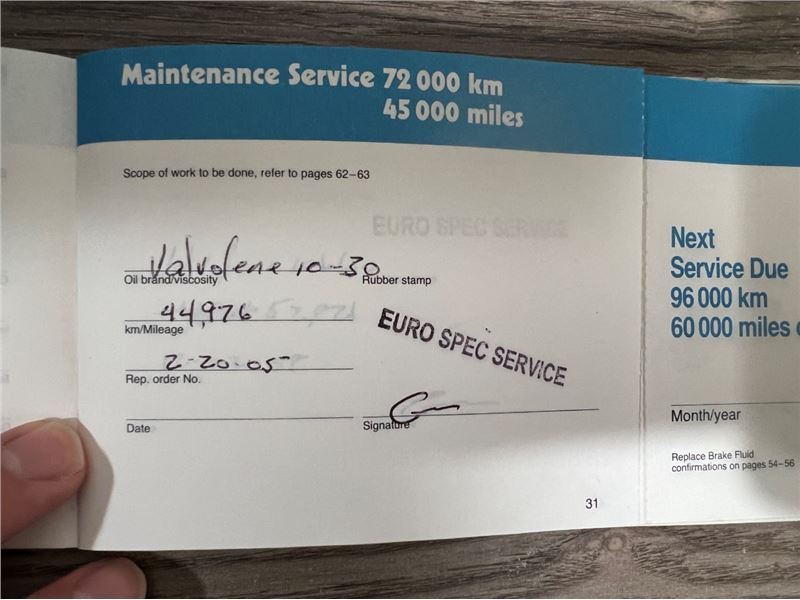 Maintenance Service 72 000 km
45 000 miles
Scope of work to be done, refer to pages 62–63
EURO SPEC SERVICE
Valvolene 10-30
Oil brand/viscosity
Rubber stamp
44,976
km/Mileage
EURO SPEC SERVICE
2-20-05
Rep. order No.
Date
Signature
31
Next
Service Due
96 000 km
60 000 miles
Month/year
Replace Brake Fluid
confirmations on pages 54–56